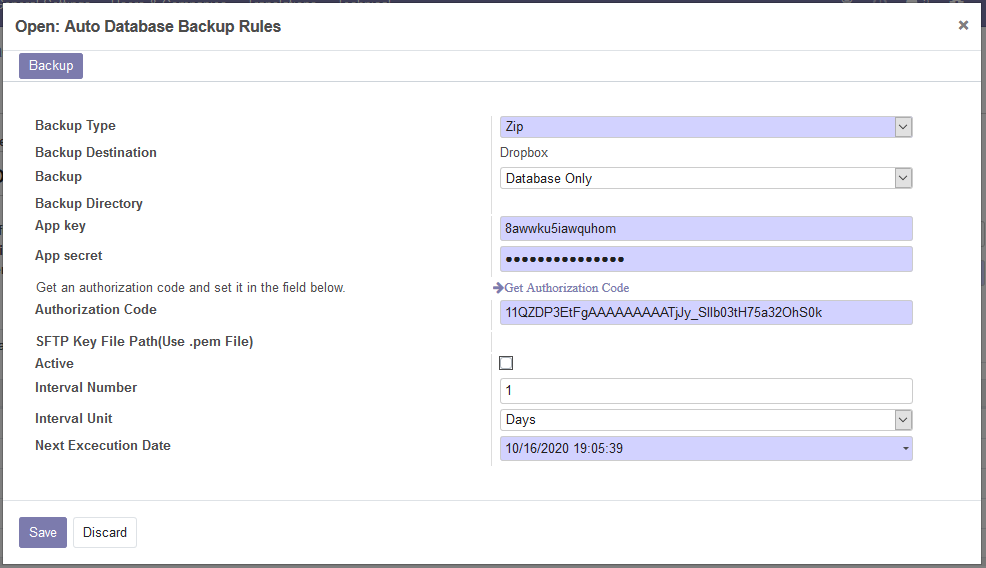 Open: Auto Database Backup Rules
×
Backup
Backup Type Zip
Backup Destination Dropbox
Backup Database Only
Backup Directory
App key 8awwku5iawquhom
App secret ●●●●●●●●●●●●●●●
Get an authorization code and set it in the field below. Get Authorization Code
Authorization Code 11QZDP3EtFgAAAAAAAAATjJy_SlIb03tH75a32OhS0k
SFTP Key File Path(Use .pem File)
Active
Interval Number 1
Interval Unit Days
Next Excecution Date 10/16/2020 19:05:39
Save Discard